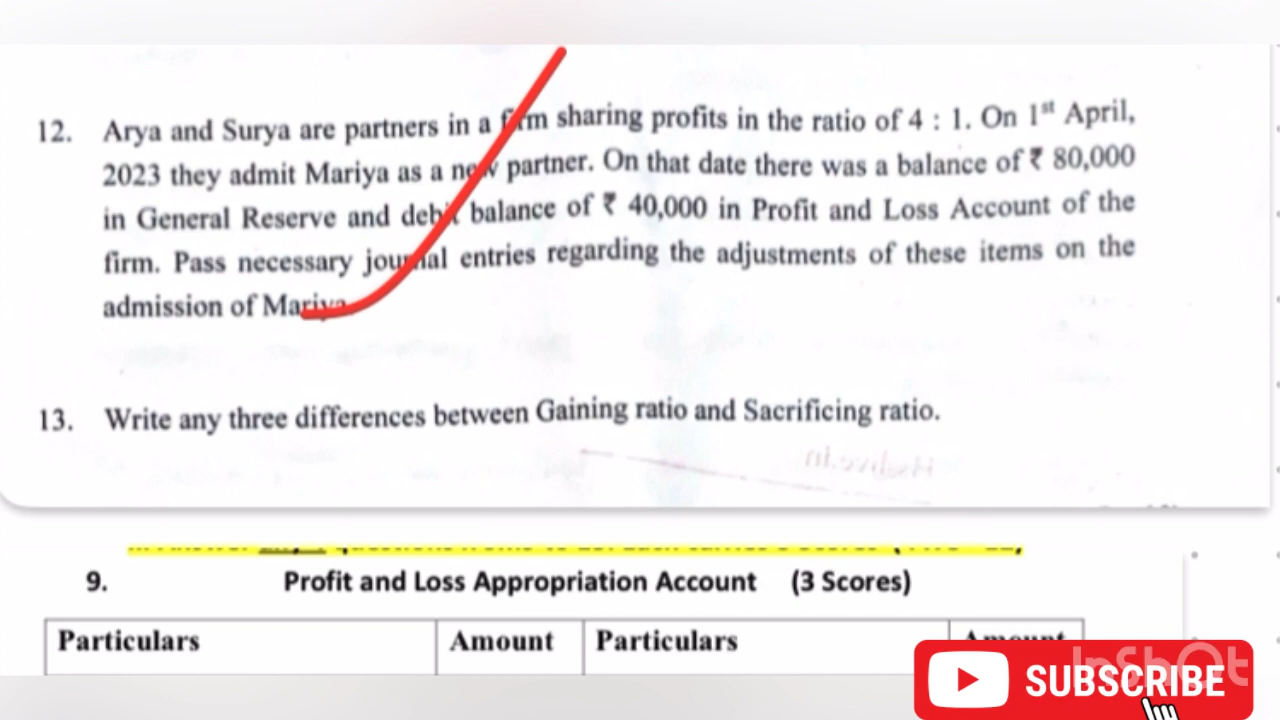 12. Arya and Surya are partners in a firm sharing profits in the ratio of 4 : 1. On 1st April,
2023 they admit Mariya as a new partner. On that date there was a balance of ₹ 80,000
in General Reserve and debit balance of ₹ 40,000 in Profit and Loss Account of the
firm. Pass necessary journal entries regarding the adjustments of these items on the
admission of Mariya
13. Write any three differences between Gaining ratio and Sacrificing ratio.
9. Profit and Loss Appropriation Account (3 Scores)
Particulars Amount Particulars Amount
InShOt
SUBSCRIBE